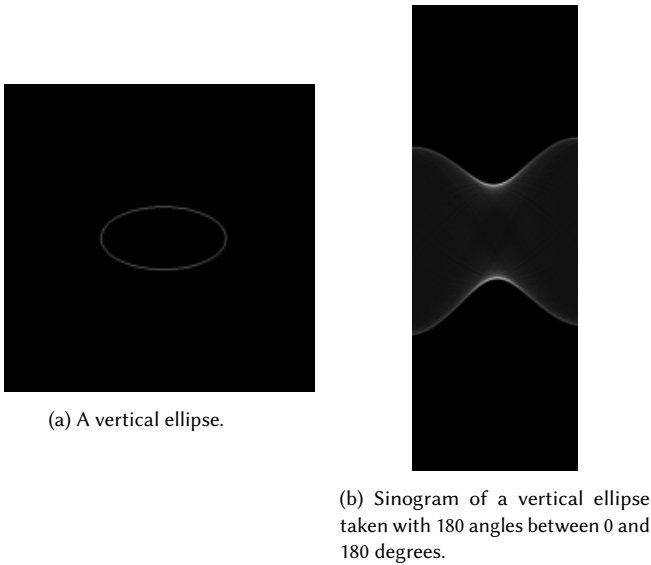 (a) A vertical ellipse.
(b) Sinogram of a vertical ellipse
taken with 180 angles between 0 and
180 degrees.